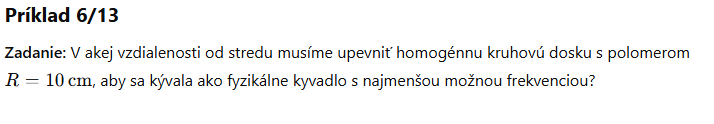 Príklad 6/13
Zadanie: V akej vzdialenosti od stredu musíme upevniť homogénnu kruhovú dosku s polomerom
R = 10 cm, aby sa kývala ako fyzikálne kyvadlo s najmenšou možnou frekvenciou?